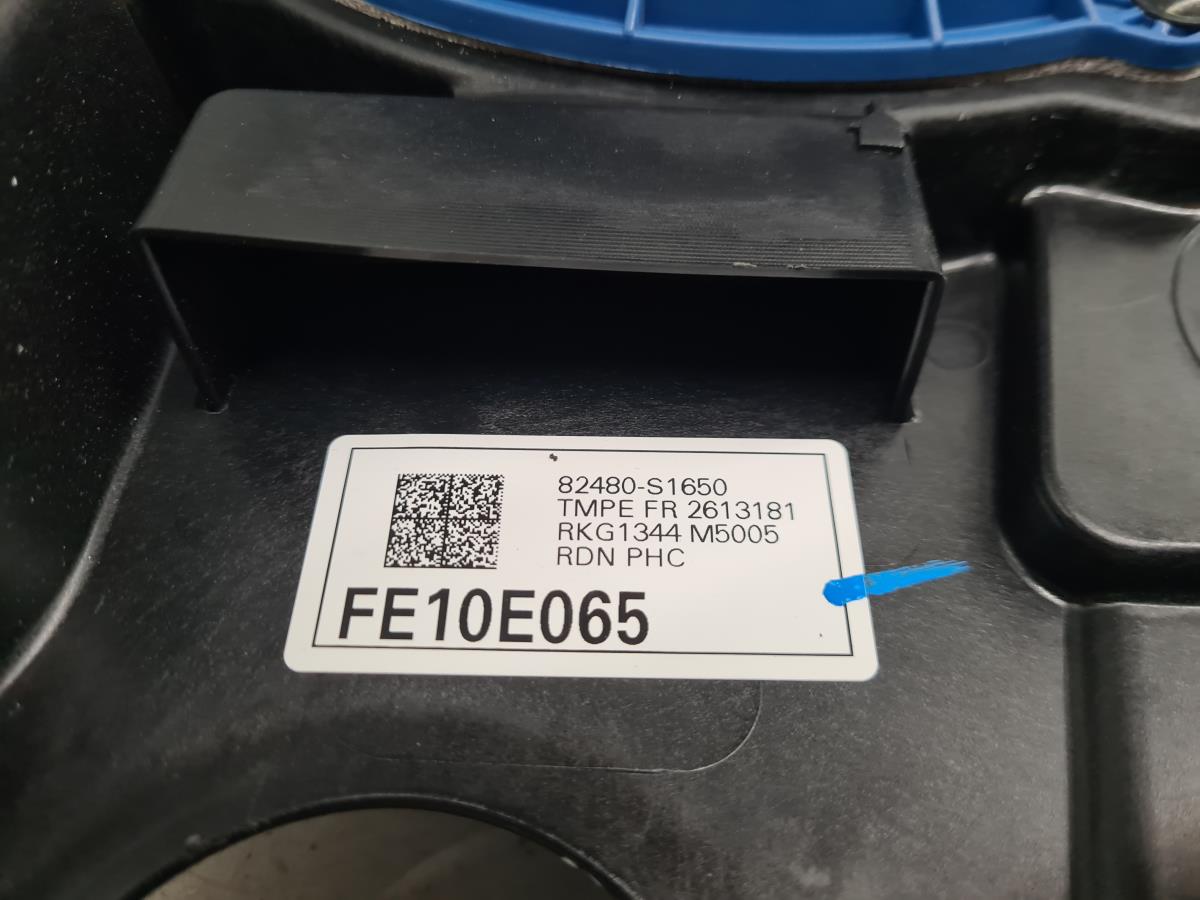 82480-S1650
TMPE FR 2613181
RKG1344 M5005
RDN PHC
FE10E065